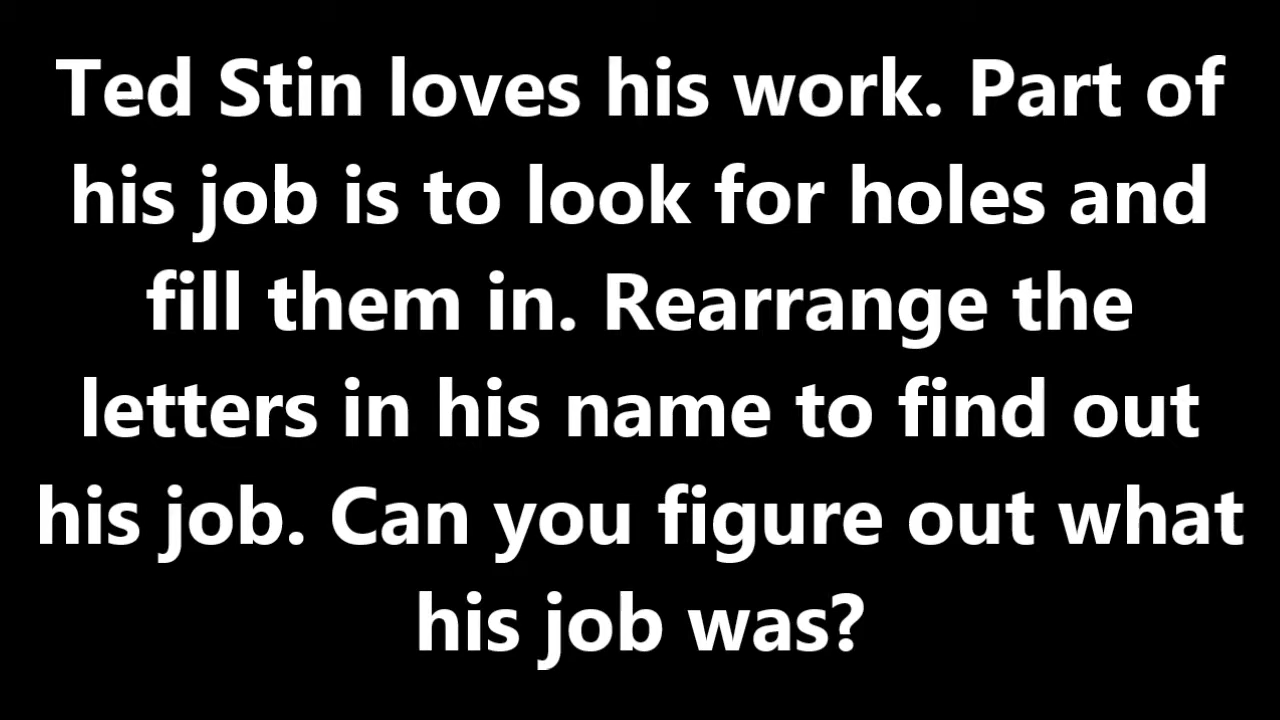 Ted Stin loves his work. Part of
his job is to look for holes and
fill them in. Rearrange the
letters in his name to find out
his job. Can you figure out what
his job was?